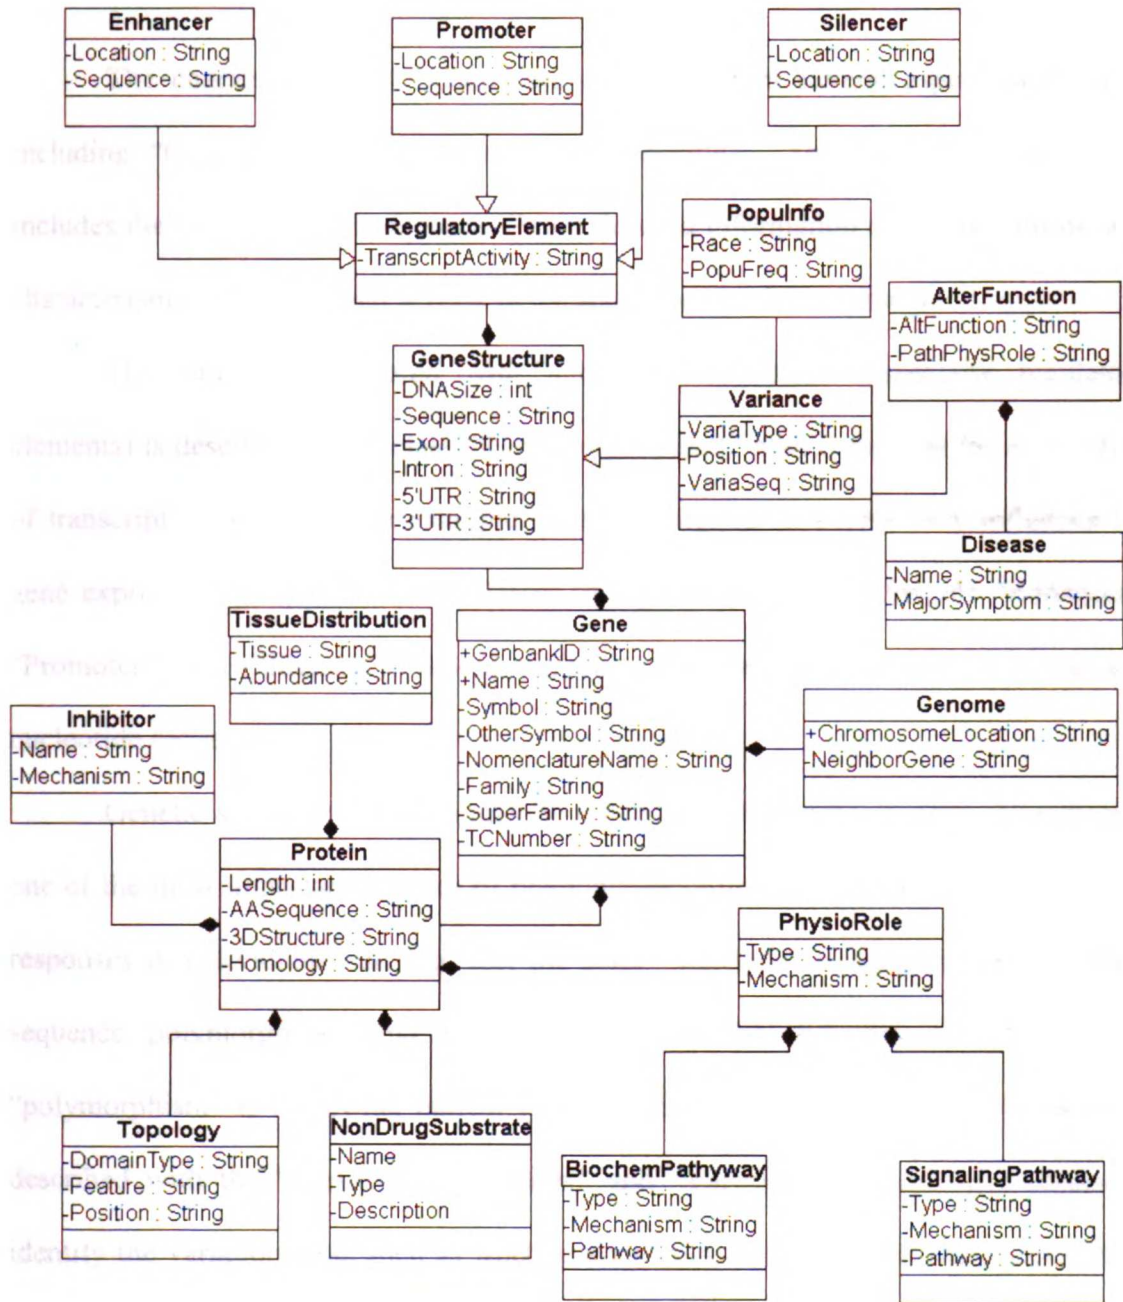 Enhancer
-Location : String
-Sequence : String
Promoter
-Location : String
-Sequence : String
Silencer
-Location : String
-Sequence : String
RegulatoryElement
-TranscriptActivity : String
PopuInfo
-Race : String
-PopuFreq : String
AlterFunction
-AltFunction : String
-PathPhysRole : String
GeneStructure
-DNASize : int
-Sequence : String
-Exon : String
-Intron : String
-5'UTR : String
-3'UTR : String
Variance
-VariaType : String
-Position : String
-VariaSeq : String
Disease
-Name : String
-MajorSymptom : String
TissueDistribution
-Tissue : String
-Abundance : String
Gene
+GenbankID : String
+Name : String
-Symbol : String
-OtherSymbol : String
-NomenclatureName : String
-Family : String
-SuperFamily : String
-TCNumber : String
Genome
+ChromosomeLocation : String
-NeighborGene : String
Inhibitor
-Name : String
-Mechanism : String
Protein
-Length : int
-AASequence : String
-3DStructure : String
-Homology : String
PhysioRole
-Type : String
-Mechanism : String
Topology
-DomainType : String
-Feature : String
-Position : String
NonDrugSubstrate
-Name
-Type
-Description
BiochemPathyway
-Type : String
-Mechanism : String
-Pathway : String
SignalingPathway
-Type : String
-Mechanism : String
-Pathway : String